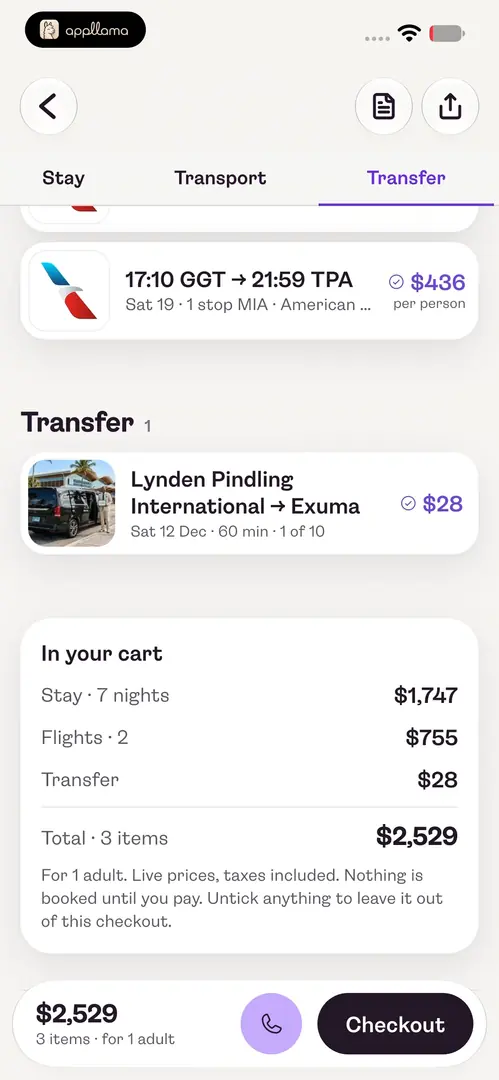 appllama
Stay
Transport
Transfer
17:10 GGT → 21:59 TPA
$436
Sat 19 · 1 stop MIA · American ...
per person
Transfer 1
Lynden Pindling
International → Exuma
$28
Sat 12 Dec · 60 min · 1 of 10
In your cart
Stay · 7 nights
$1,747
Flights · 2
$755
Transfer
$28
Total · 3 items
$2,529
For 1 adult. Live prices, taxes included. Nothing is
booked until you pay. Untick anything to leave it out
of this checkout.
$2,529
3 items · for 1 adult
Checkout